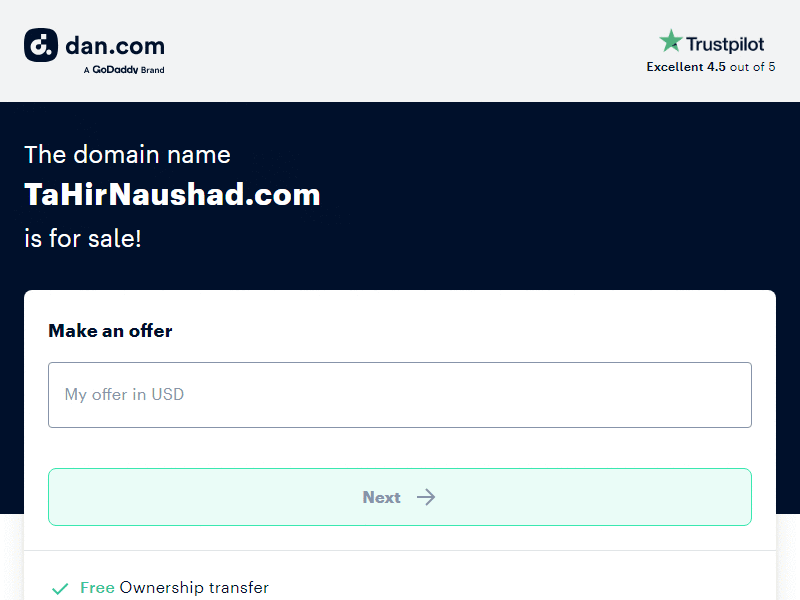 dan.com
A GoDaddy Brand
Trustpilot
Excellent 4.5 out of 5
The domain name
TaHirNaushad.com
is for sale!
Make an offer
My offer in USD
Next
Free Ownership transfer